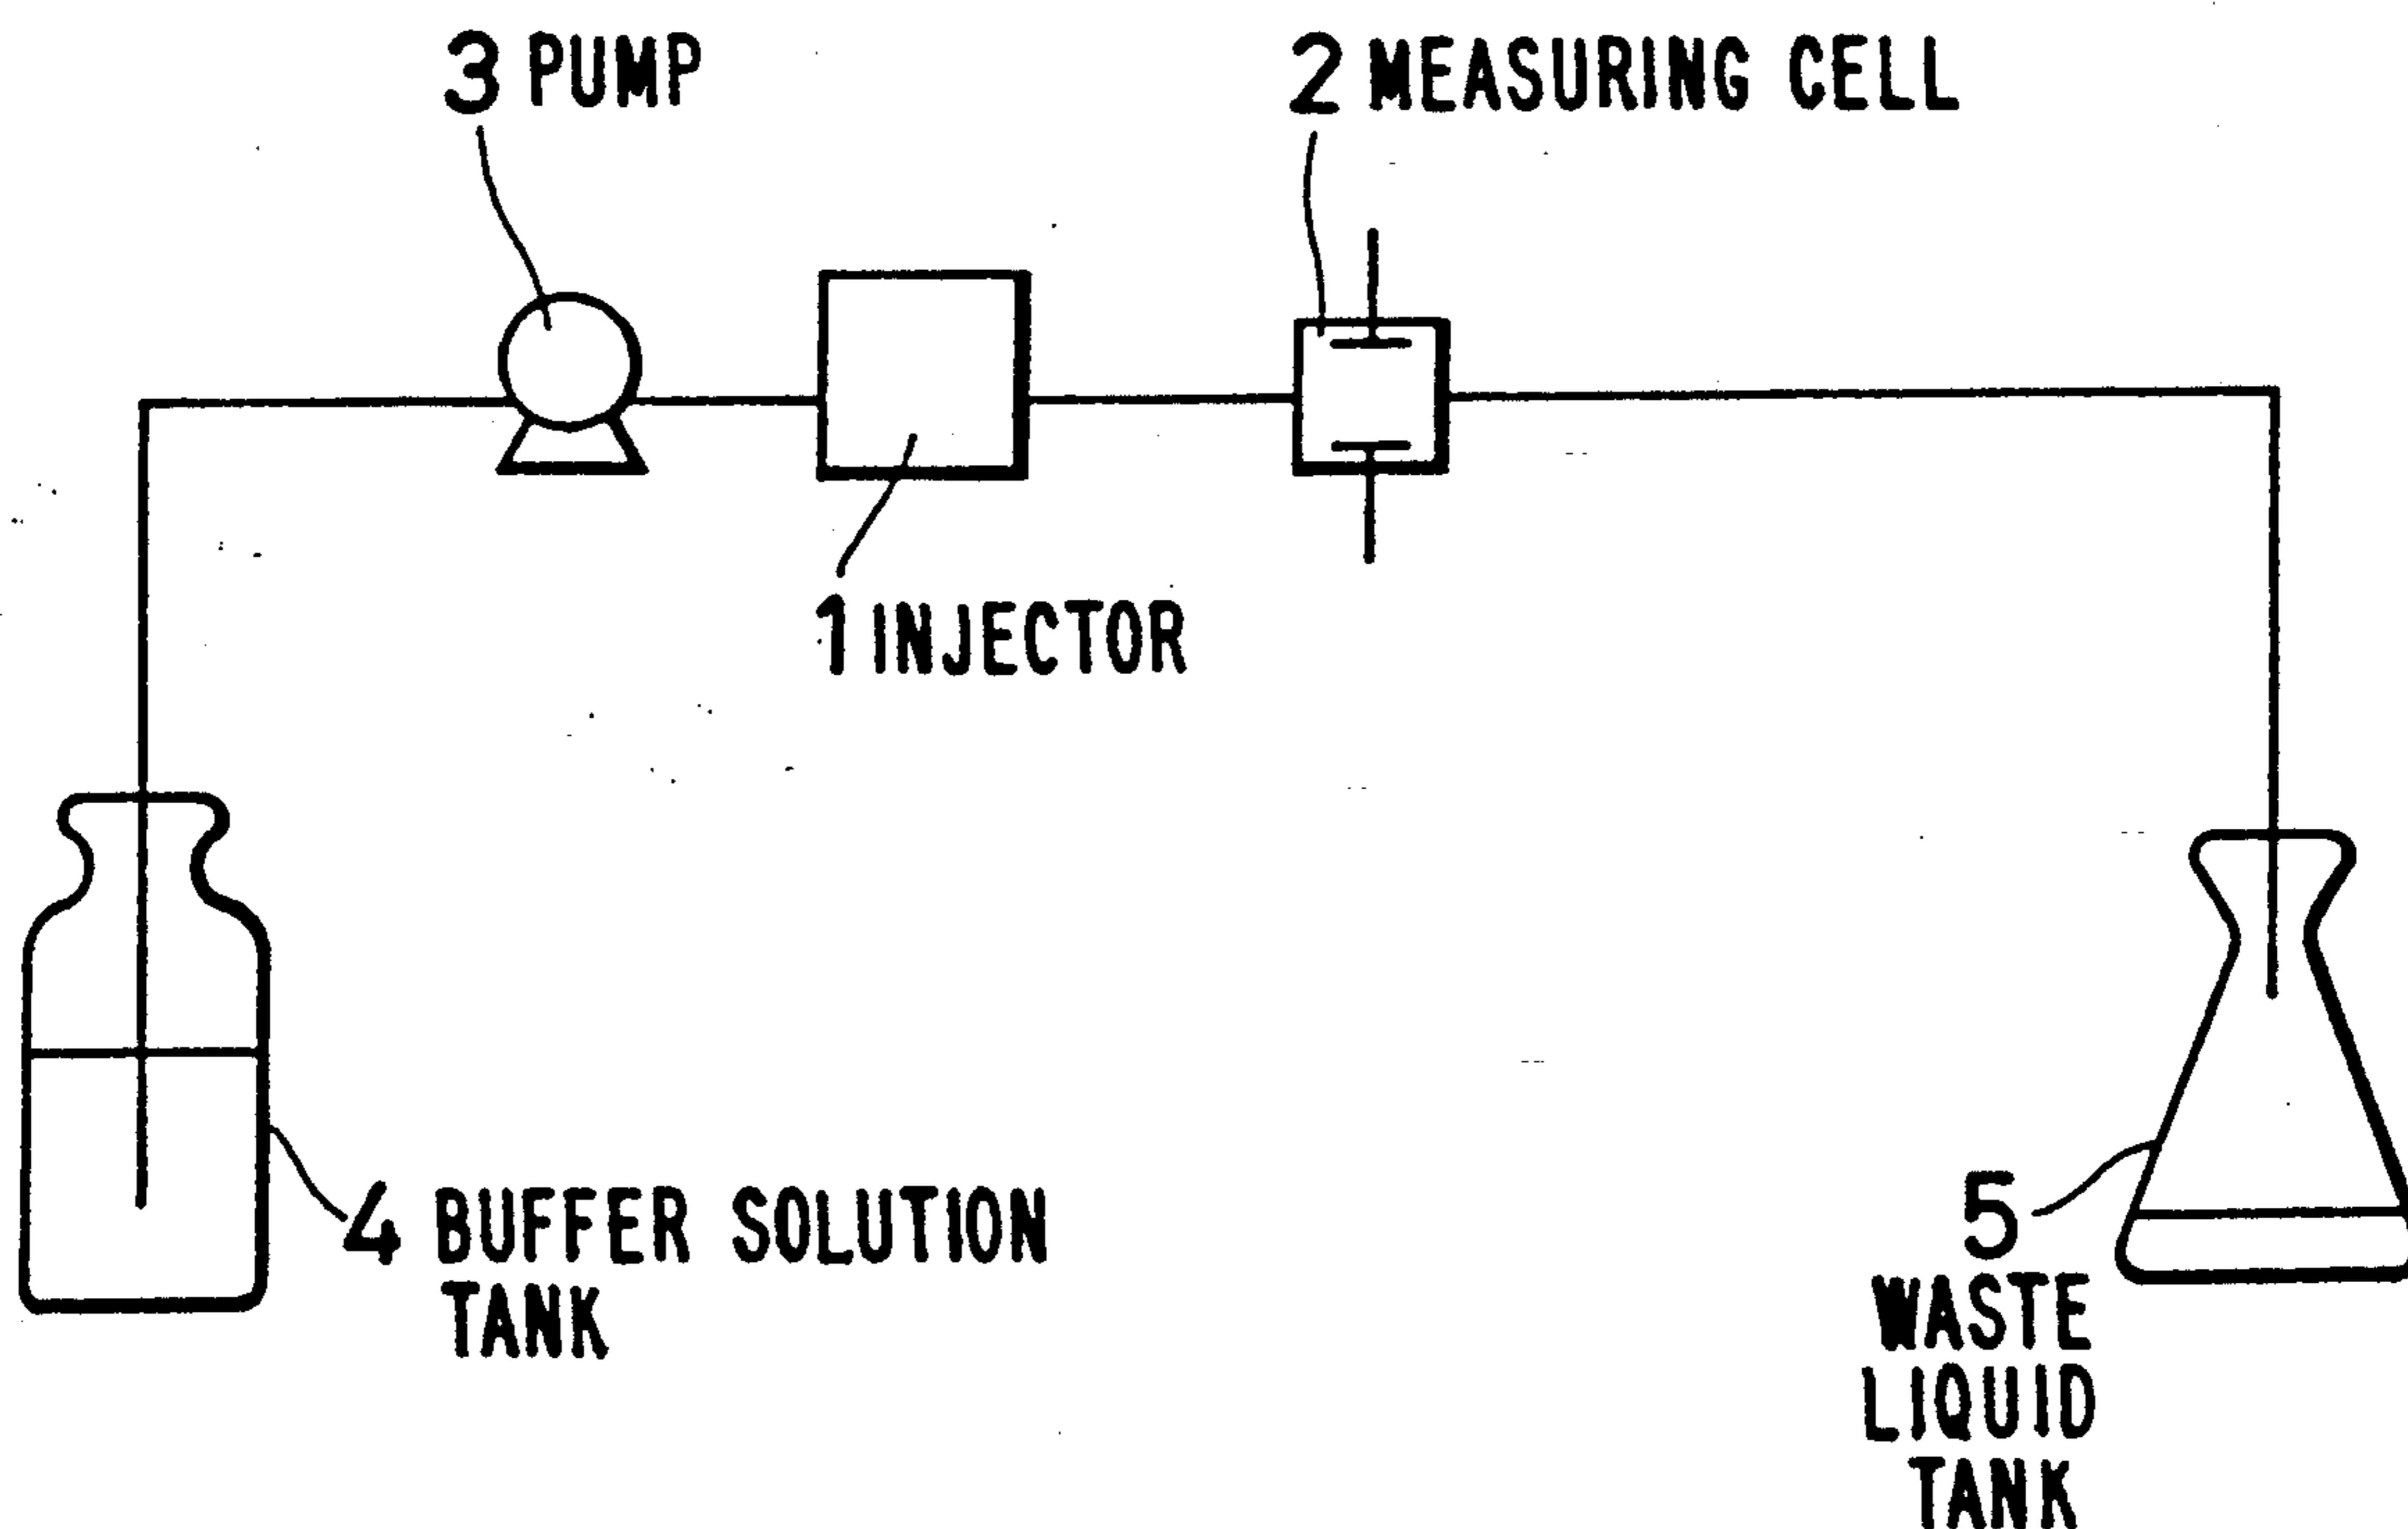 3 PUMP
2 MEASURING CELL
1 INJECTOR
4 BUFFER SOLUTION
TANK
5
WASTE
LIQUID
TANK